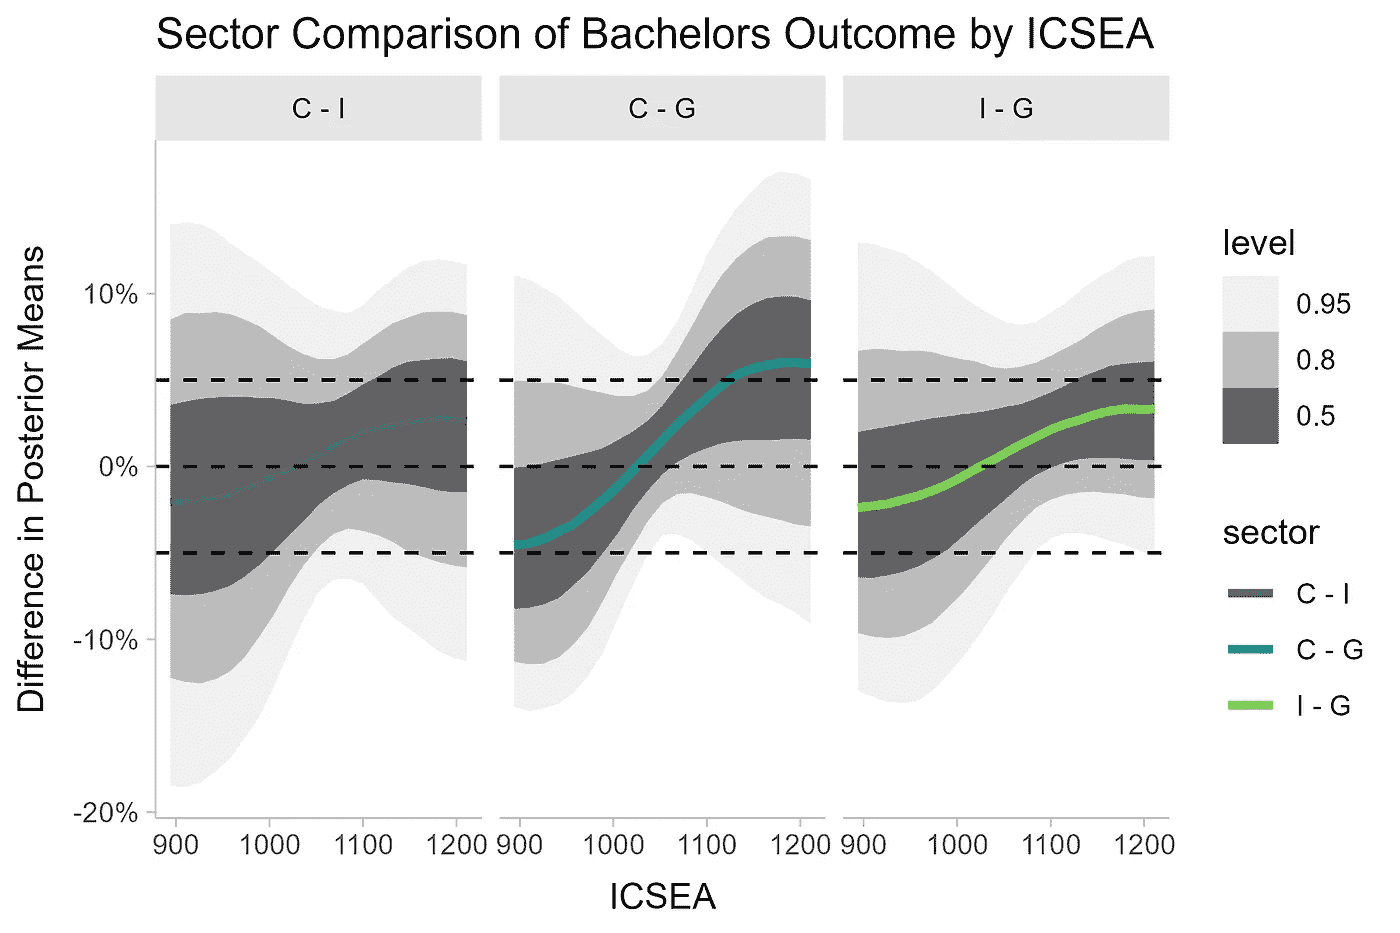 Sector Comparison of Bachelors Outcome by ICSEA
C - I
C - G
I - G
Difference in Posterior Means
10%
0%
-10%
-20%
900 1000 1100 1200
900 1000 1100 1200
900 1000 1100 1200
ICSEA
level
0.95
0.8
0.5
sector
C - I
C - G
I - G